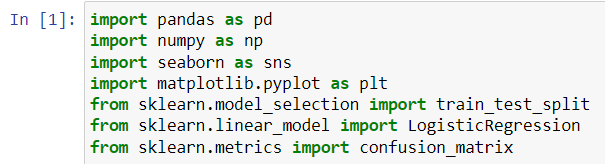 In [1]: import pandas as pd
import numpy as np
import seaborn as sns
import matplotlib.pyplot as plt
from sklearn.model_selection import train_test_split
from sklearn.linear_model import LogisticRegression
from sklearn.metrics import confusion_matrix